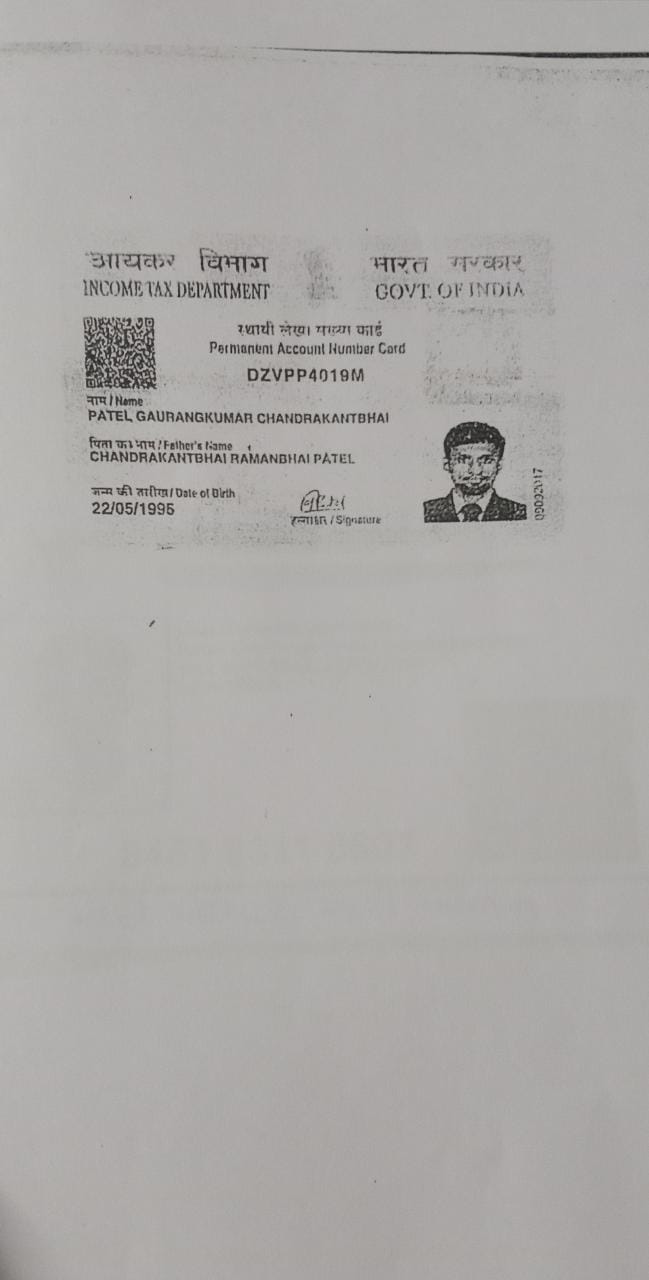 आयकर विभाग भारत सरकार
INCOME TAX DEPARTMENT GOVT. OF INDIA
स्थायी लेखा संख्या कार्ड
Permanent Account Number Card
DZVPP4019M
नाम / Name
PATEL GAURANGKUMAR CHANDRAKANTBHAI
पिता का नाम / Father's Name
CHANDRAKANTBHAI RAMANBHAI PATEL
जन्म की तारीख / Date of Birth
22/05/1995
हस्ताक्षर / Signature